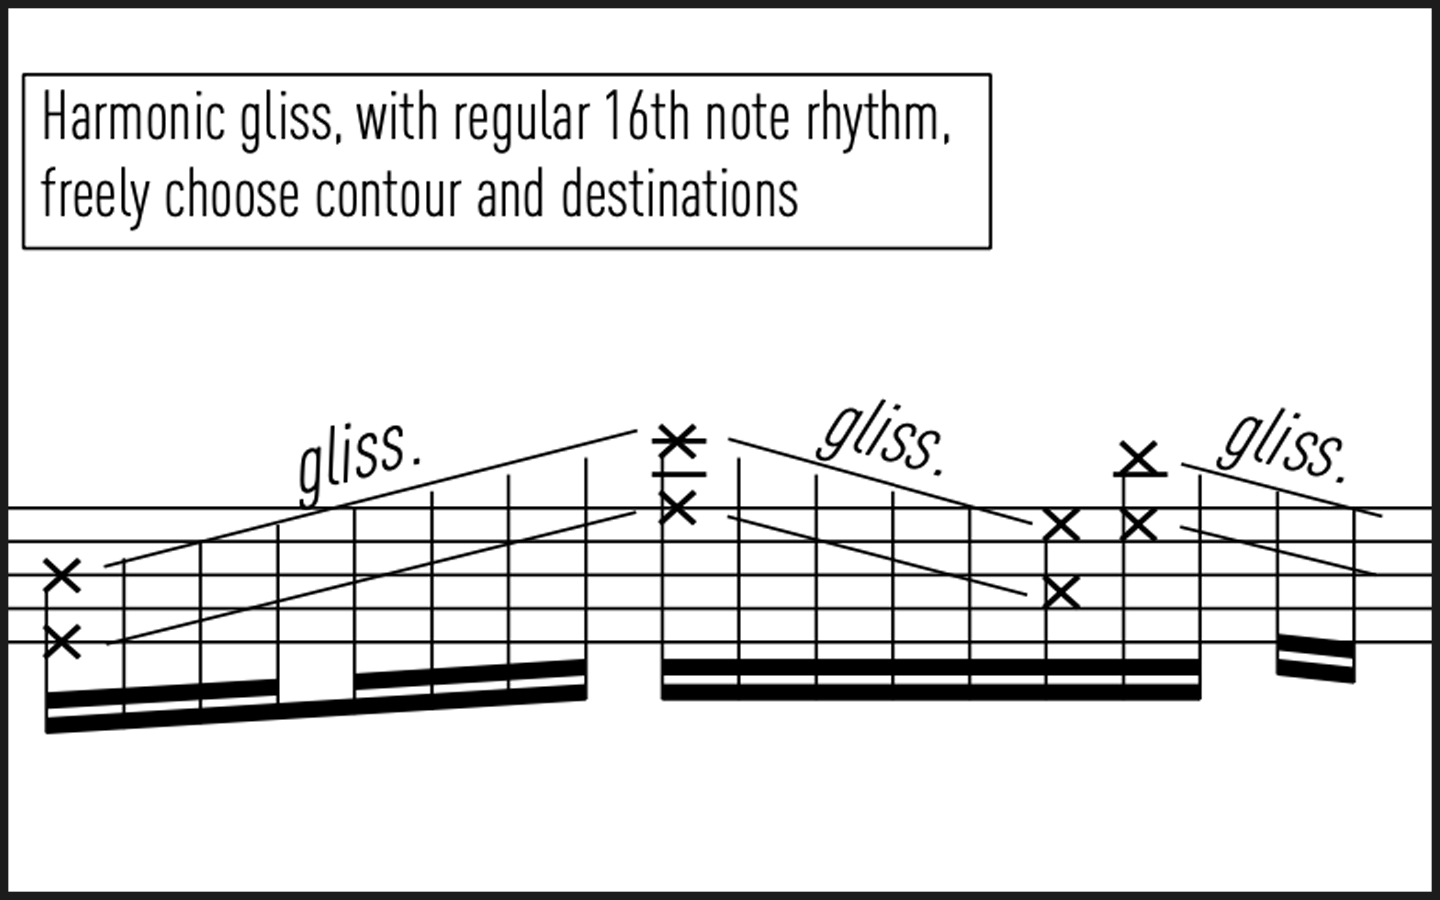 Harmonic gliss, with regular 16th note rhythm,
freely choose contour and destinations
gliss.
gliss.
gliss.